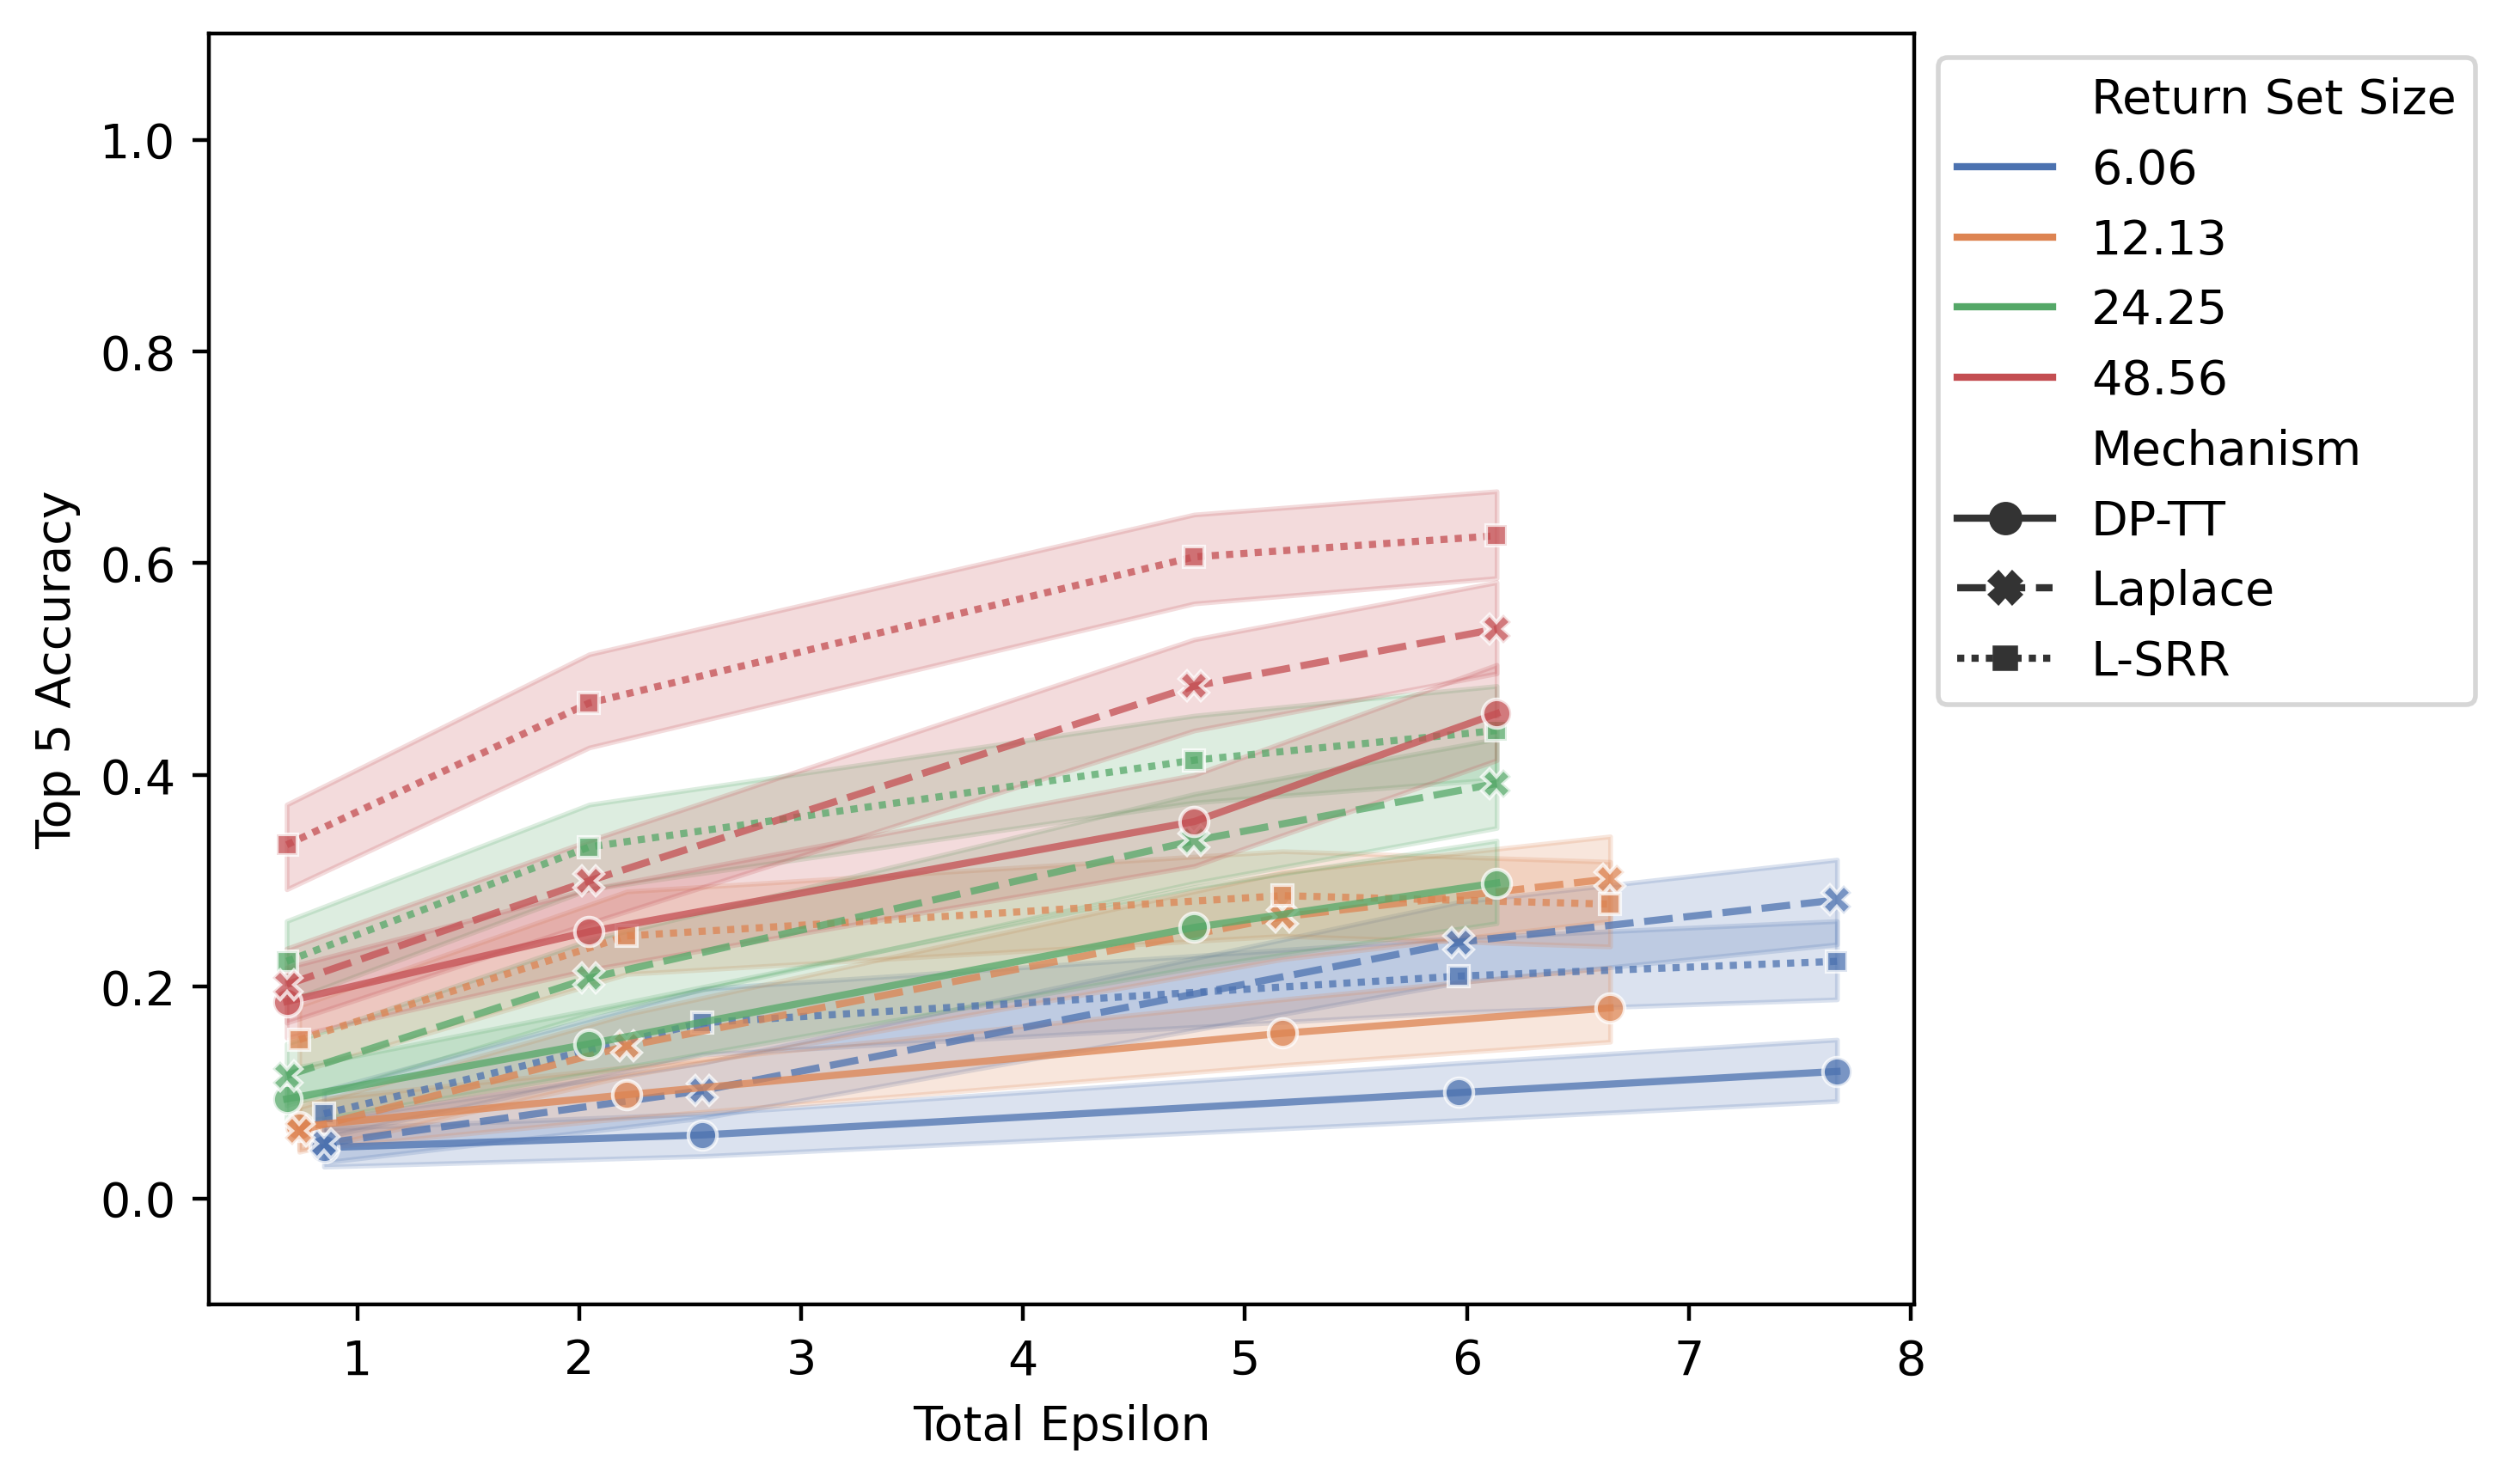 Top 5 Accuracy
1.0
0.8
0.6
0.4
0.2
0.0
1 2 3 4 5 6 7 8
Total Epsilon
Return Set Size
6.06
12.13
24.25
48.56
Mechanism
DP-TT
Laplace
L-SRR